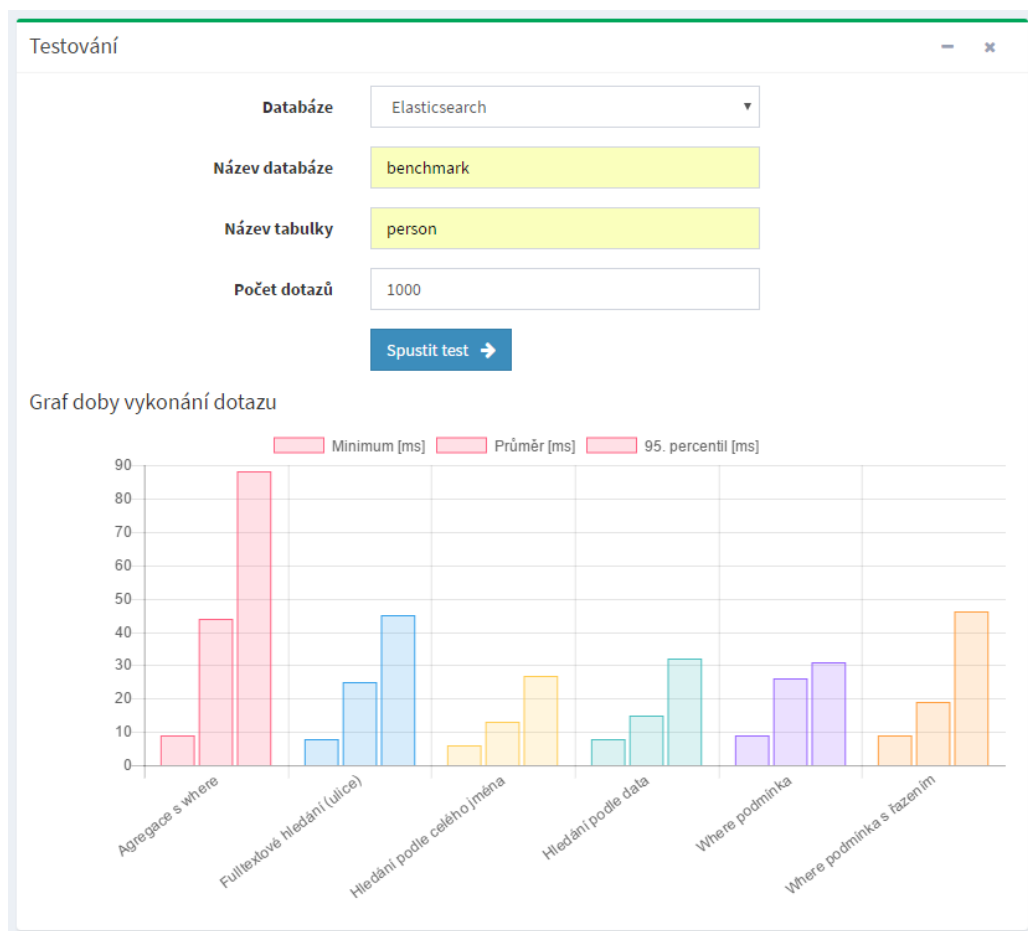 Testování
Databáze
Elasticsearch
Název databáze
benchmark
Název tabulky
person
Počet dotazů
1000
Spustit test
Graf doby vykonání dotazu
Minimum [ms] Průměr [ms] 95. percentil [ms]
90
80
70
60
50
40
30
20
10
0
Agregace s where
Fulltextové hledání (ulice)
Hledání podle celého jména
Hledání podle data
Where podmínka
Where podmínka s řazením